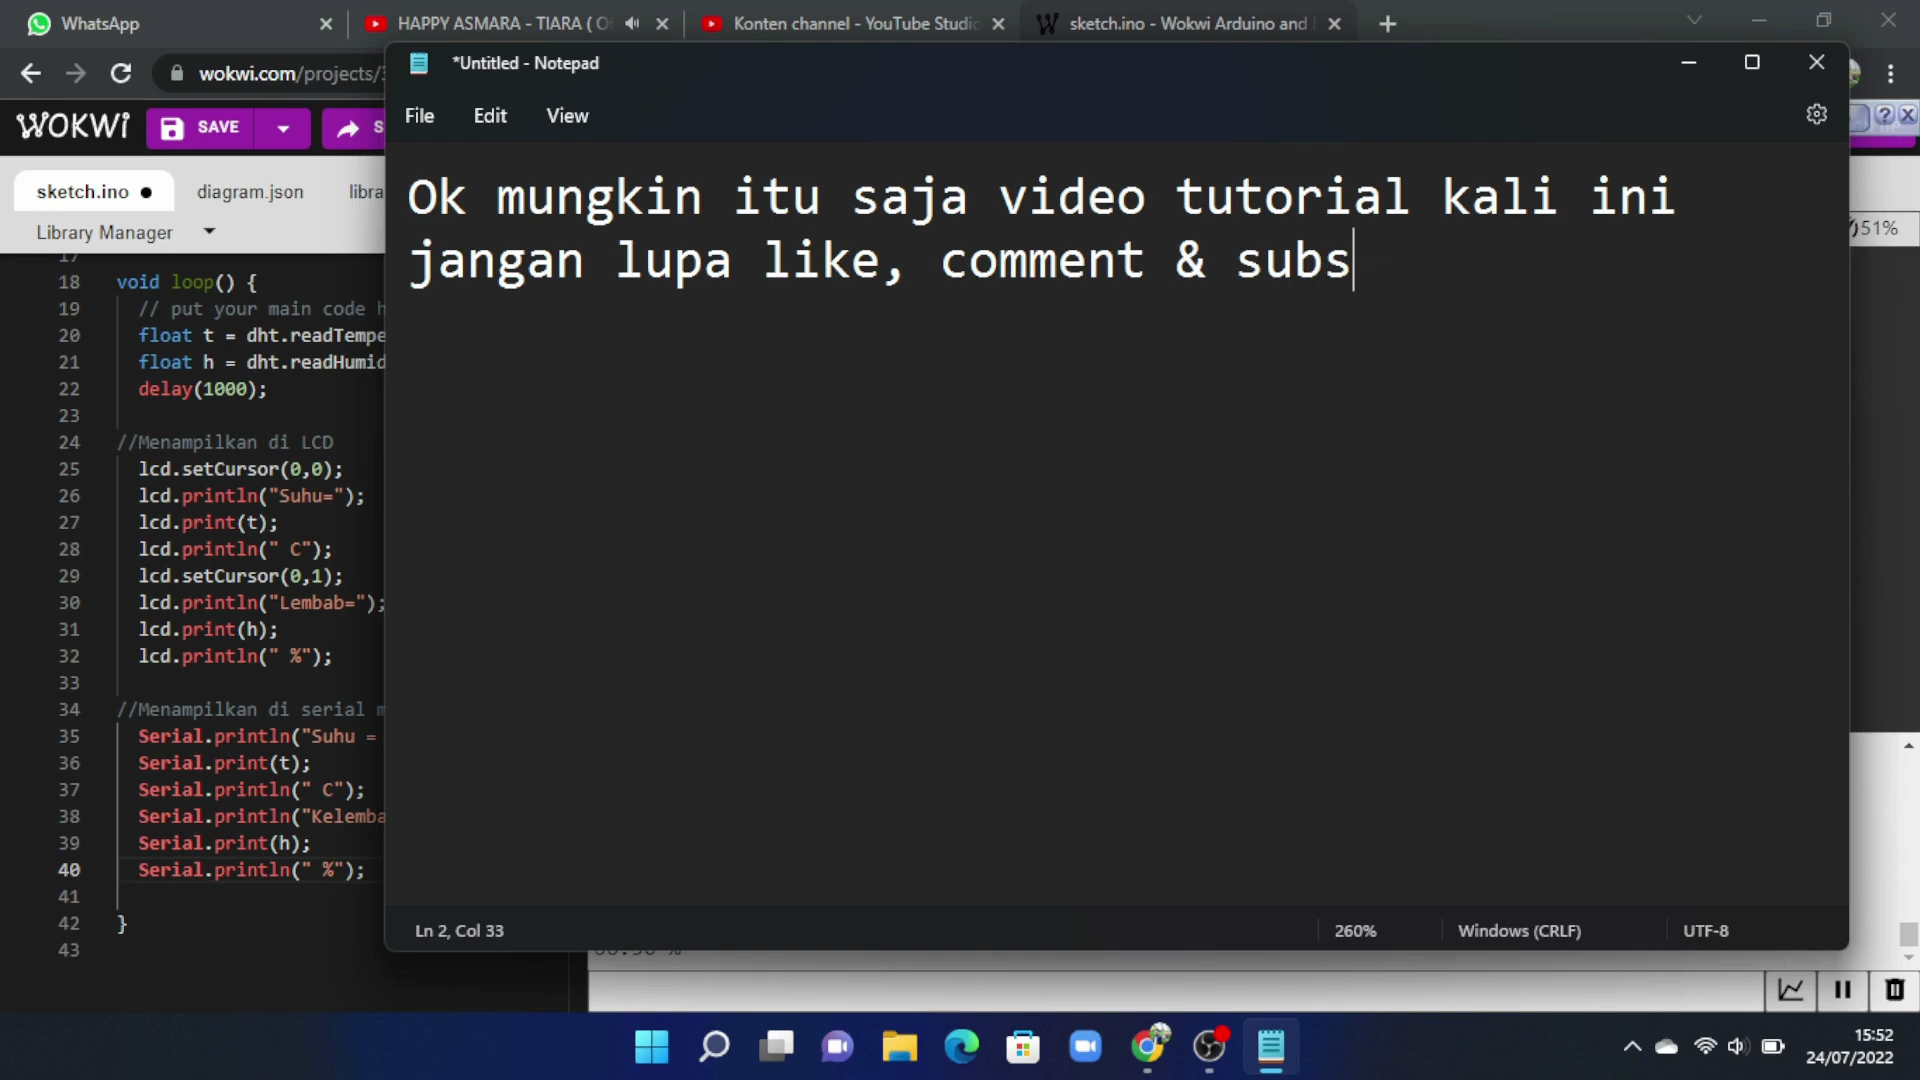 WhatsApp
HAPPY ASMARA - TIARA ( O
Konten channel - YouTube Studio
sketch.ino - Wokwi Arduino and
wokwi.com/projects/3
*Untitled - Notepad
WOKWI
SAVE
S
File
Edit
View
sketch.ino ●
diagram.json
libra
Library Manager
51%
Ok mungkin itu saja video tutorial kali ini
jangan lupa like, comment & subs
17
18 void loop() {
19 // put your main code h
20 float t = dht.readTempe
21 float h = dht.readHumid
22 delay(1000);
23
24 //Menampilkan di LCD
25 lcd.setCursor(0,0);
26 lcd.println("Suhu=");
27 lcd.print(t);
28 lcd.println(" C");
29 lcd.setCursor(0,1);
30 lcd.println("Lembab=");
31 lcd.print(h);
32 lcd.println(" %");
33
34 //Menampilkan di serial m
35 Serial.println("Suhu =
36 Serial.print(t);
37 Serial.println(" C");
38 Serial.println("Kelemba
39 Serial.print(h);
40 Serial.println(" %");
41
42 }
43
Ln 2, Col 33
260%
Windows (CRLF)
UTF-8
15:52
24/07/2022